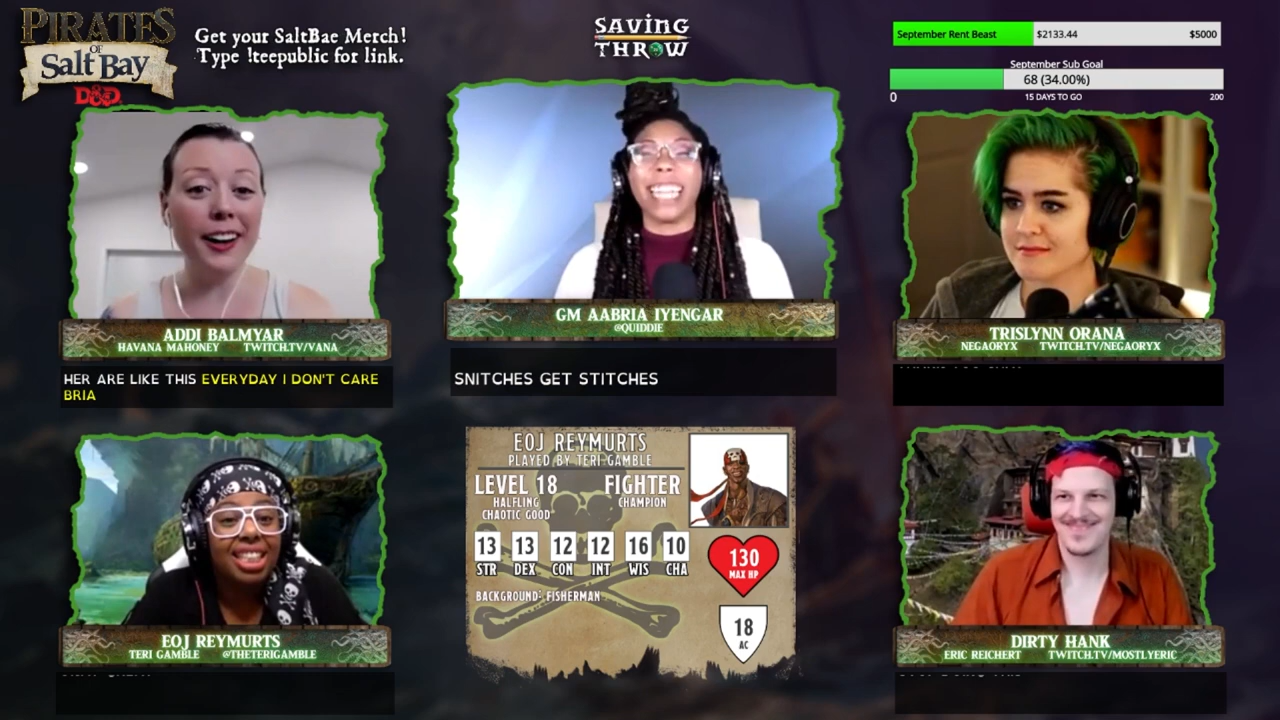 PIRATES
OF
Salt Bay
D&D
Get your SaltBae Merch!
Type !teepublic for link.
SAVING
THROW
September Rent Beast $2133.44 $5000
September Sub Goal
68 (34.00%)
0 15 DAYS TO GO 200
ADDI BALMYAR
HAVANA MAHONEY TWITCH.TV/VANA
HER ARE LIKE THIS EVERYDAY I DON'T CARE
BRIA
GM AABRIA IYENGAR
@QUIDDIE
SNITCHES GET STITCHES
TRISLYNN ORANA
NEGAORYX TWITCH.TV/NEGAORYX
EOJ REYMURTS
TERI GAMBLE @THETERIGAMBLE
EOJ REYMURTS
PLAYED BY TERI GAMBLE
LEVEL 18 FIGHTER
HALFLING CHAMPION
CHAOTIC GOOD
13 13 12 12 16 10
STR DEX CON INT WIS CHA
BACKGROUND: FISHERMAN
130
MAX HP
18
AC
DIRTY HANK
ERIC REICHERT TWITCH.TV/MOSTLYERIC